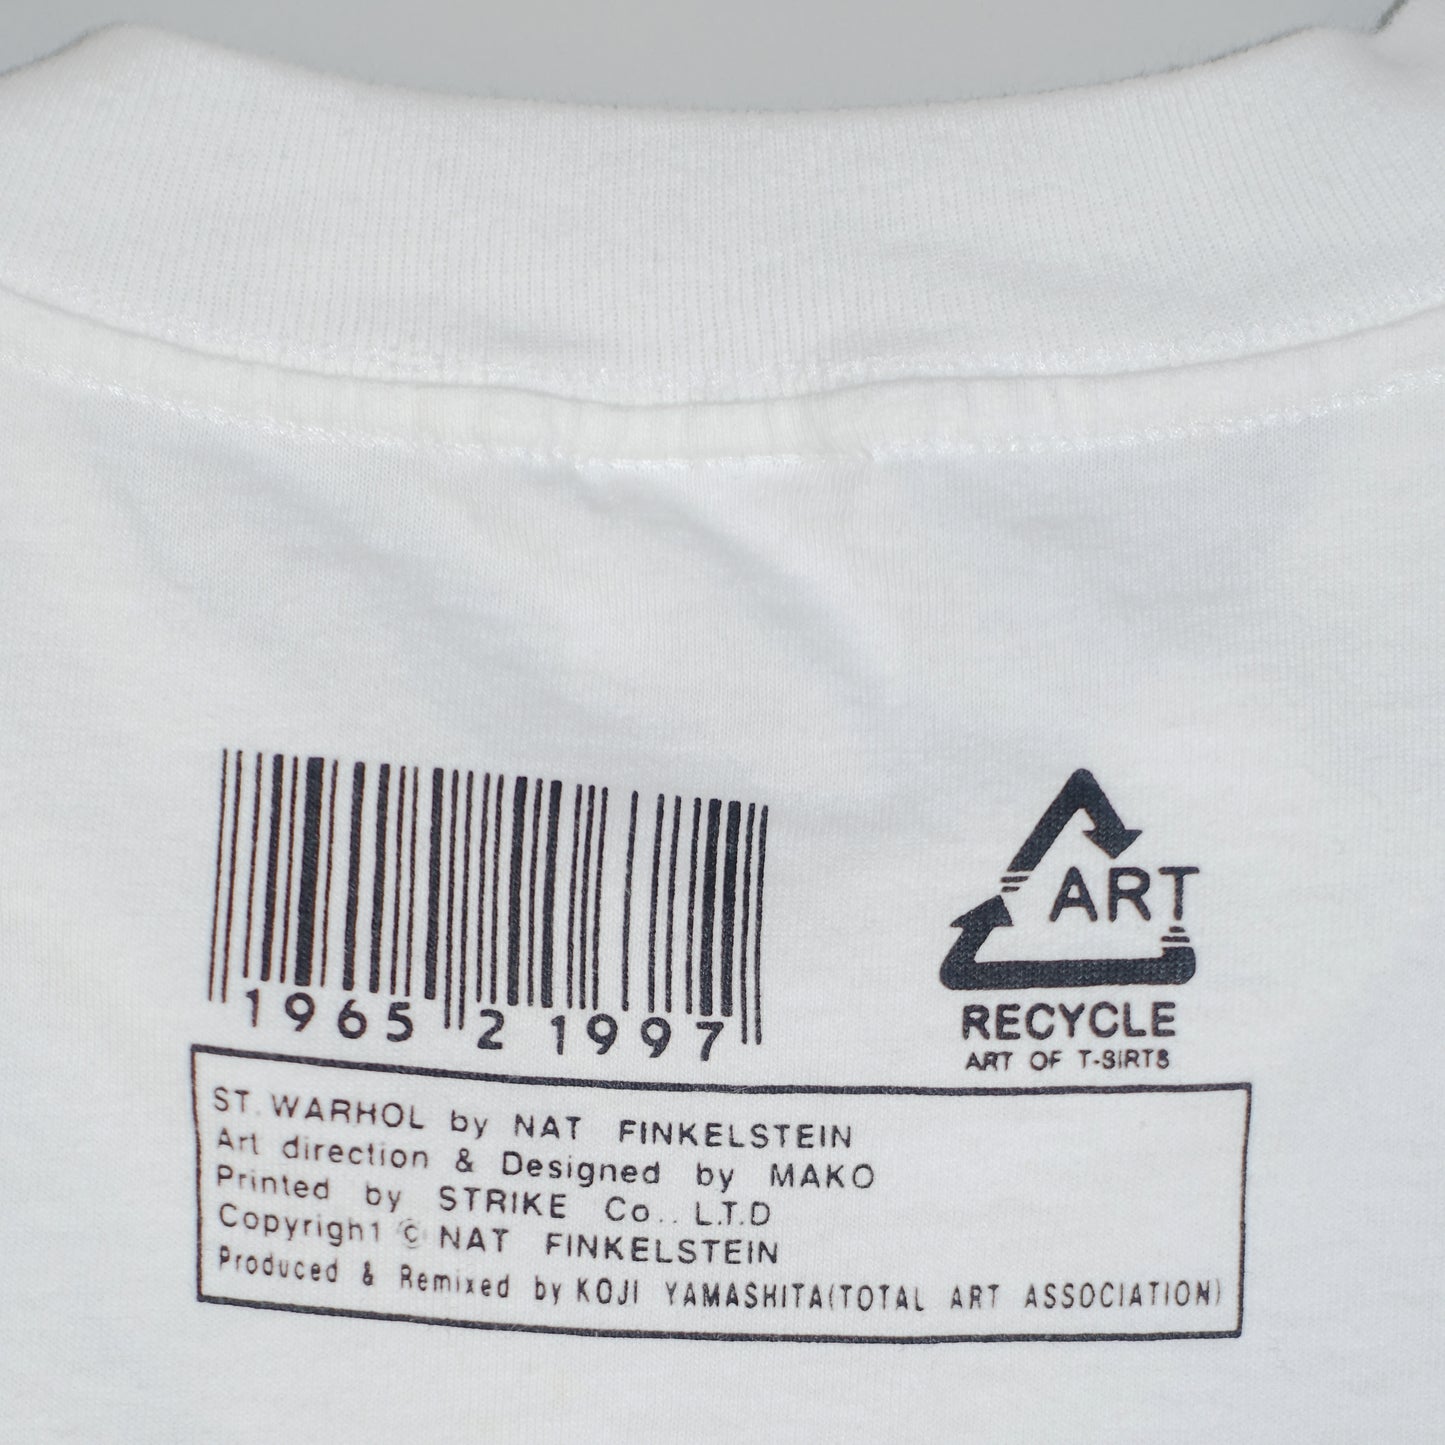 1965 2 1997
ART
RECYCLE
ART OF T-SIRTS
ST. WARHOL by NAT FINKELSTEIN
Art direction & Designed by MAKO
Printed by STRIKE Co.. L.T.D
Copyright © NAT FINKELSTEIN
Produced & Remixed by KOJI YAMASHITA(TOTAL ART ASSOCIATION)